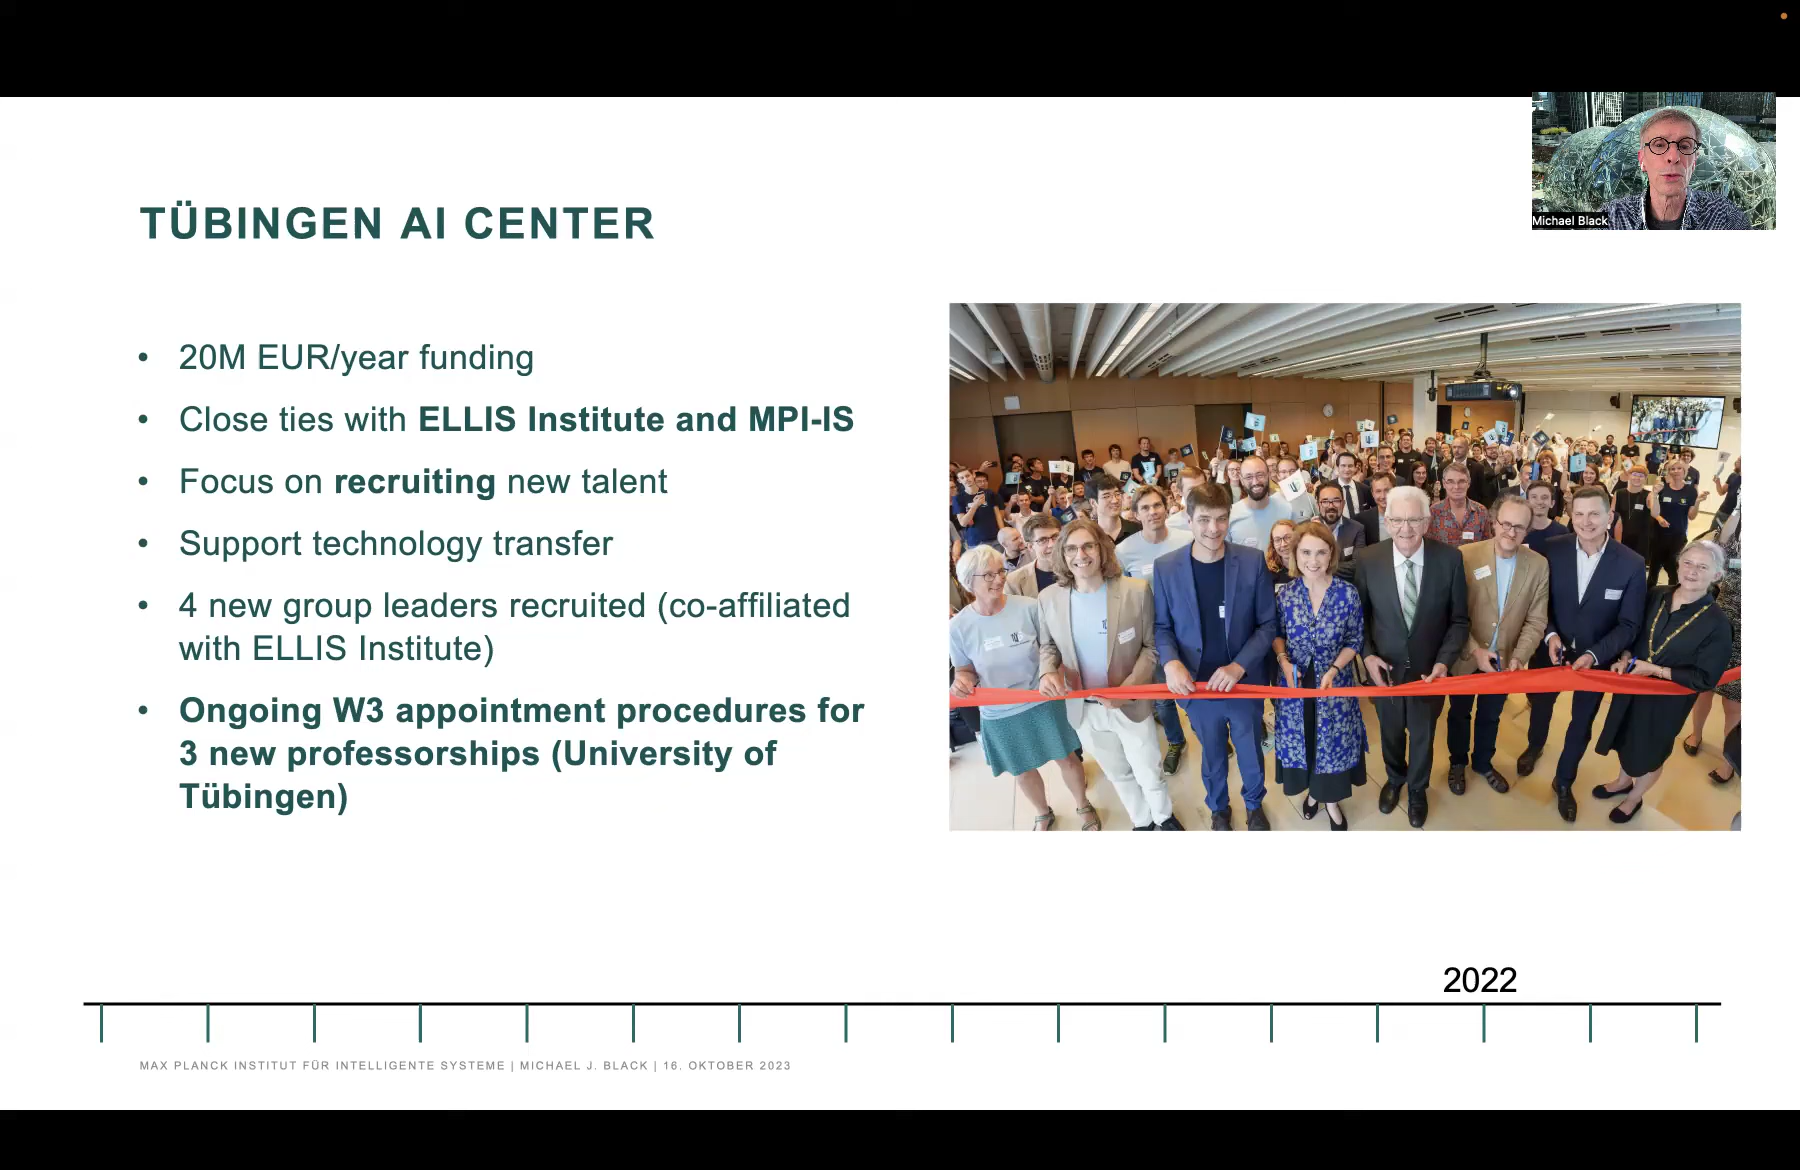 Michael Black
TÜBINGEN AI CENTER
• 20M EUR/year funding
• Close ties with ELLIS Institute and MPI-IS
• Focus on recruiting new talent
• Support technology transfer
• 4 new group leaders recruited (co-affiliated
with ELLIS Institute)
• Ongoing W3 appointment procedures for
3 new professorships (University of
Tübingen)
2022
MAX PLANCK INSTITUT FÜR INTELLIGENTE SYSTEME | MICHAEL J. BLACK | 16. OKTOBER 2023